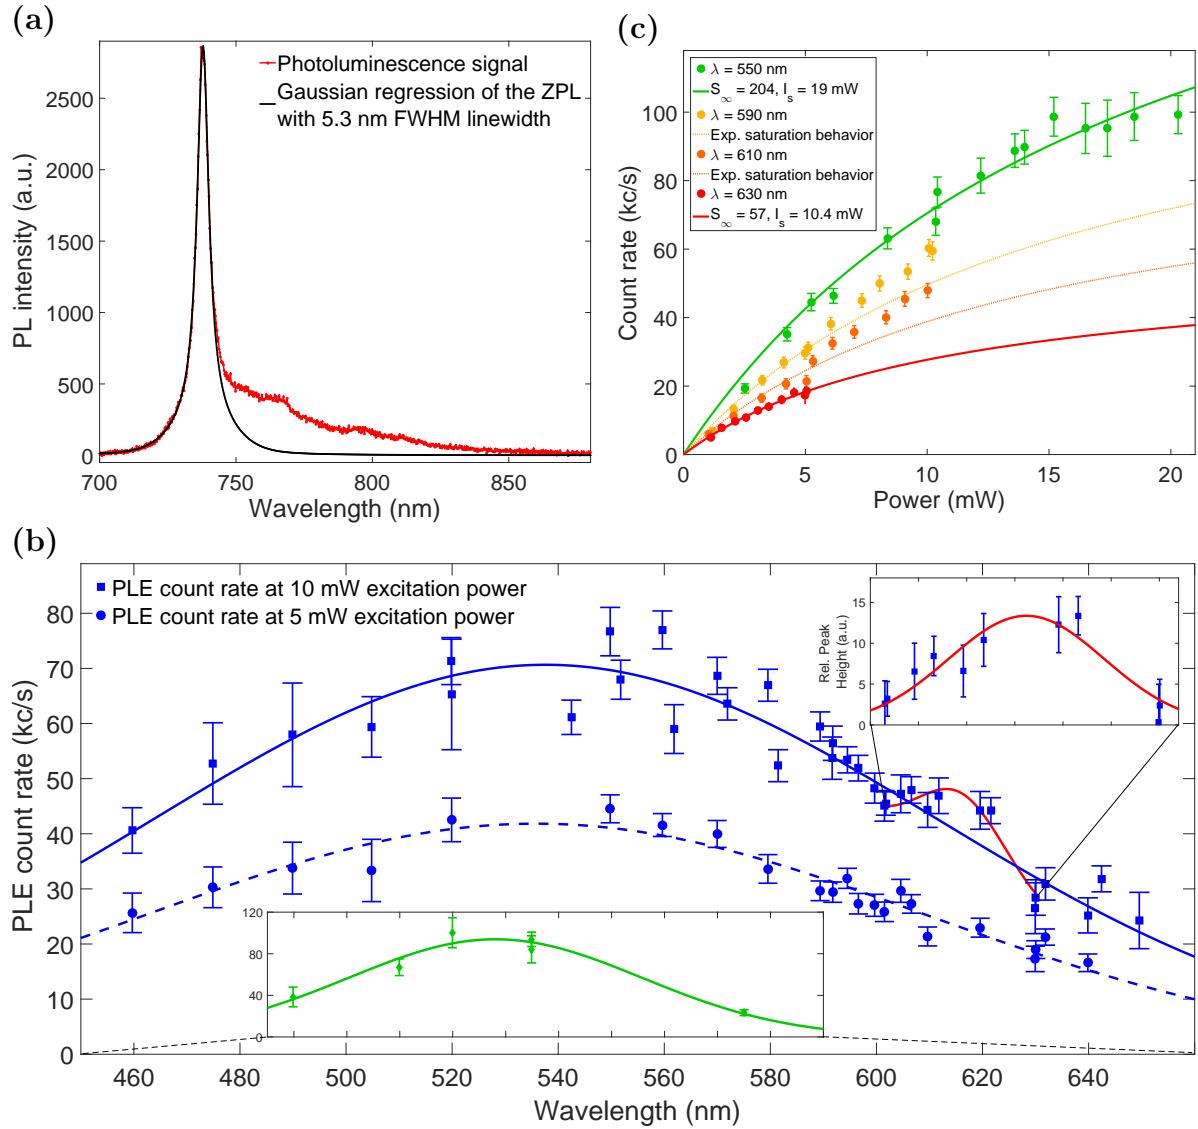 (a)
PL intensity (a.u.)
2500
2000
1500
1000
500
0
Photoluminescence signal
Gaussian regression of the ZPL
with 5.3 nm FWHM linewidth
700
750
800
850
Wavelength (nm)
(c)
Count rate (kc/s)
100
80
60
40
20
0
λ = 550 nm
S∞ = 204, Is = 19 mW
λ = 590 nm
Exp. saturation behavior
λ = 610 nm
Exp. saturation behavior
λ = 630 nm
S∞ = 57, Is = 10.4 mW
0
5
10
15
20
Power (mW)
(b)
PLE count rate (kc/s)
80
70
60
50
40
30
20
10
0
PLE count rate at 10 mW excitation power
PLE count rate at 5 mW excitation power
Rel. Peak
Height (a.u.)
15
10
5
0
120
80
40
0
460
480
500
520
540
560
580
600
620
640
Wavelength (nm)